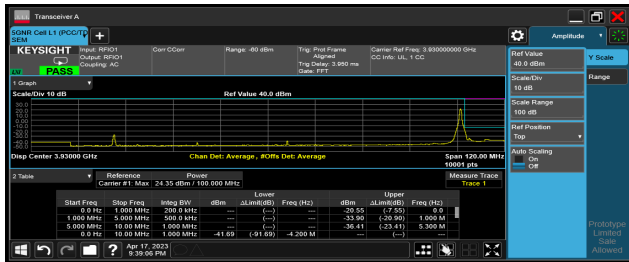 Transceiver A
5GNR Cell L1 (PCC/TD
SEM
Amplitude
KEYSIGHT
PASS
Input: RFIO1
Output: RFIO1
Coupling: AC
Corr CCorr
Range: -60 dBm
Trig: Prot Frame
Aligned
Trig Delay: 3.950 ms
Gate: FFT
Carrier Ref Freq: 3.930000000 GHz
CC Info: UL, 1 CC
Ref Value
40.0 dBm
Y Scale
Scale/Div
10 dB
Range
Scale Range
100 dB
Ref Position
Top
Auto Scaling
On
Off
1 Graph
Scale/Div 10 dB
Ref Value 40.0 dBm
30.0
20.0
10.0
0.00
-10.0
-20.0
-30.0
-40.0
-50.0
Disp Center 3.93000 GHz
Chan Det: Average , #Offs Det: Average
Span 120.00 MHz
10001 pts
2 Table
Reference Power
Carrier #1: Max 24.35 dBm / 100.000 MHz
Measure Trace
Trace 1
Lower Upper
Start Freq Stop Freq Integ BW dBm ΔLimit(dB) Freq (Hz) dBm ΔLimit(dB) Freq (Hz)
0.0 Hz 1.000 MHz 200.0 kHz --- (---) --- -20.55 (-7.55) 0.0
1.000 MHz 5.000 MHz 500.0 kHz --- (---) --- -33.90 (-20.90) 1.000 M
5.000 MHz 10.00 MHz 1.000 MHz --- (---) --- -36.41 (-23.41) 5.300 M
0.0 Hz 10.00 MHz 1.000 MHz -41.69 (-91.69) -4.200 M --- (---) ---
Prototype
Limited
Sale
Allowed
Apr 17, 2023
9:39:06 PM